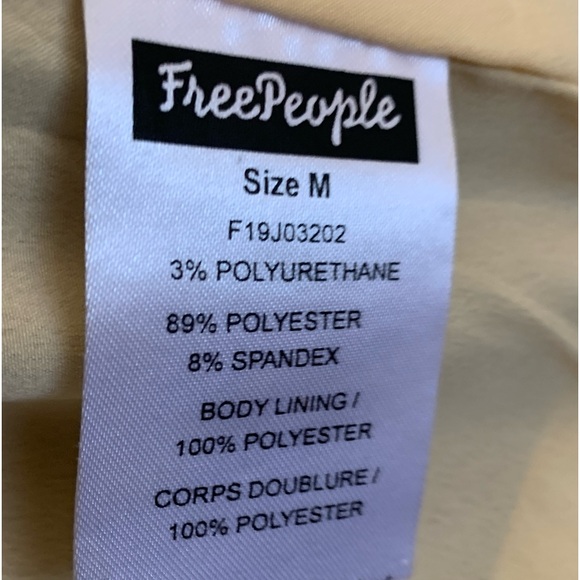 FreePeople
Size M
F19J03202
3% POLYURETHANE
89% POLYESTER
8% SPANDEX
BODY LINING /
100% POLYESTER
CORPS DOUBLURE /
100% POLYESTER